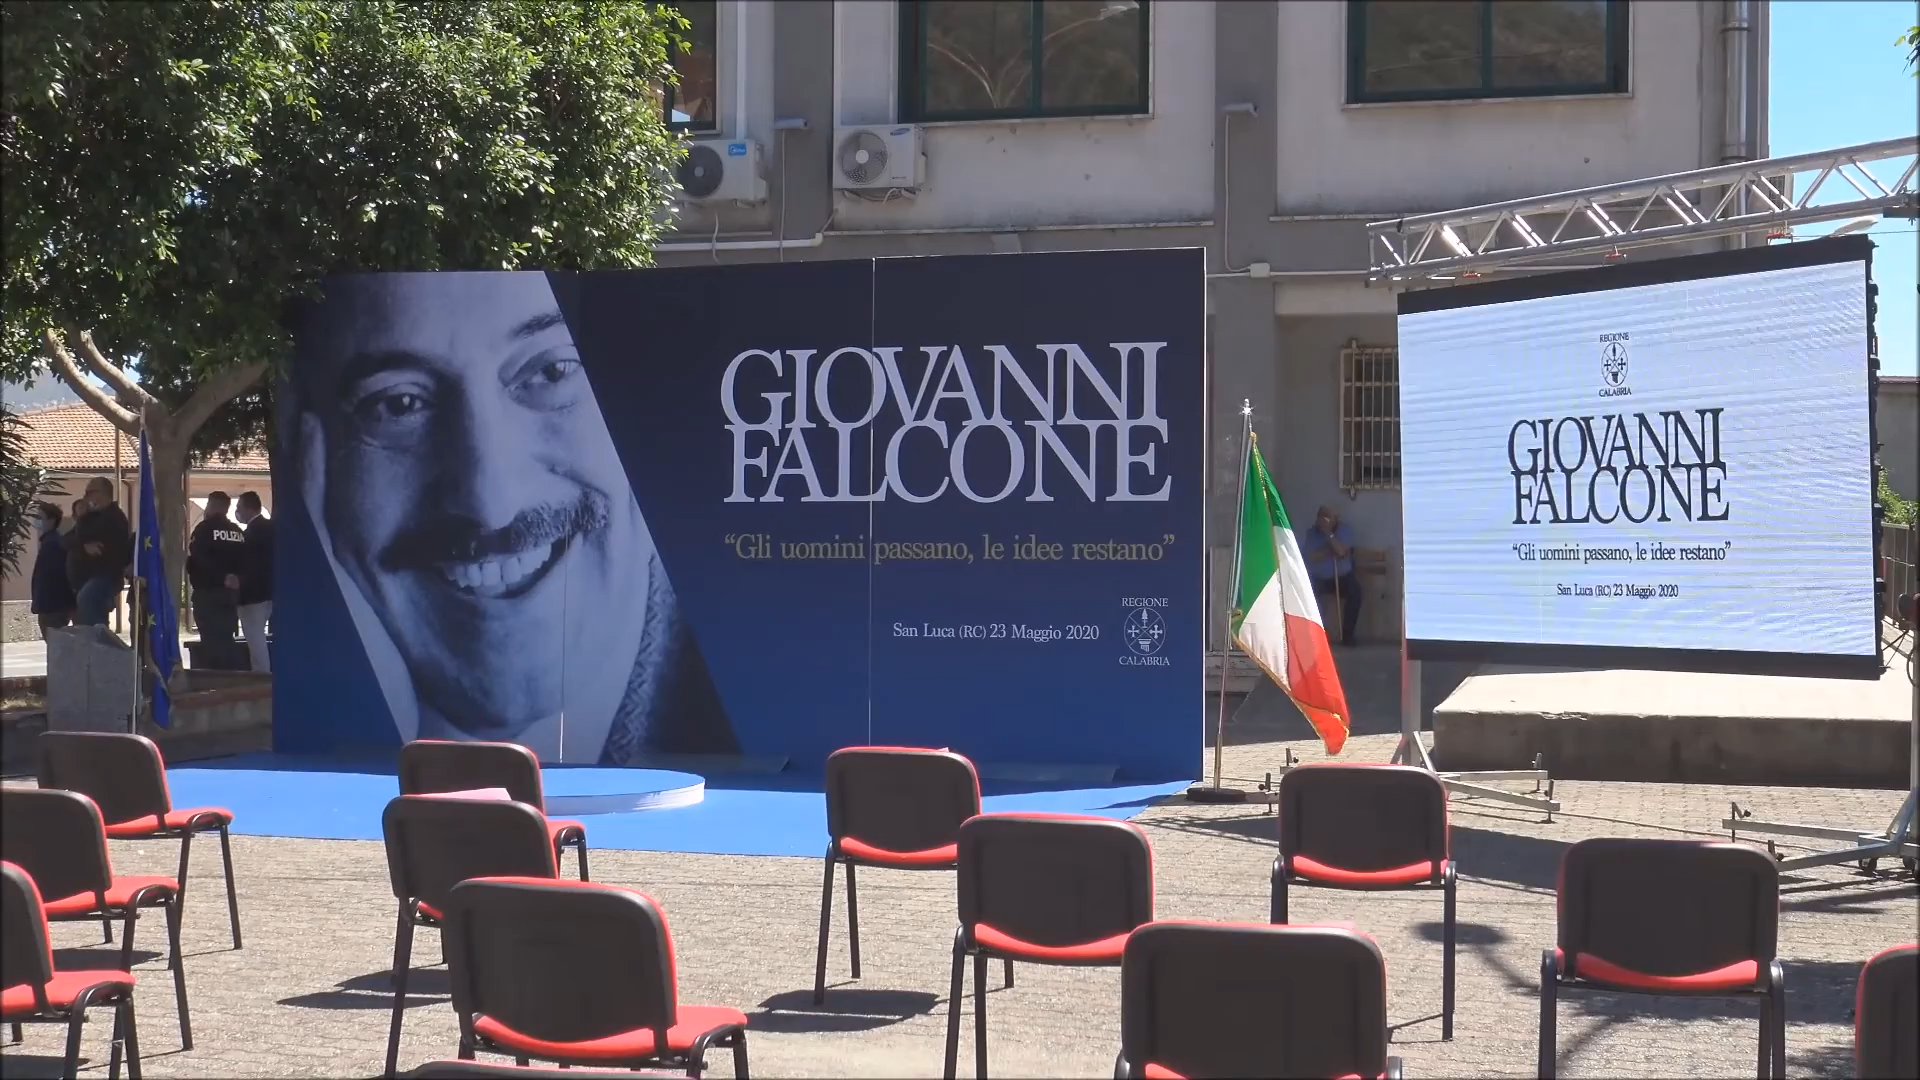 POLIZIA
GIOVANNI
FALCONE
“Gli uomini passano, le idee restano”
San Luca (RC) 23 Maggio 2020
REGIONE
CALABRIA
REGIONE
CALABRIA
GIOVANNI
FALCONE
“Gli uomini passano, le idee restano”
San Luca (RC) 23 Maggio 2020